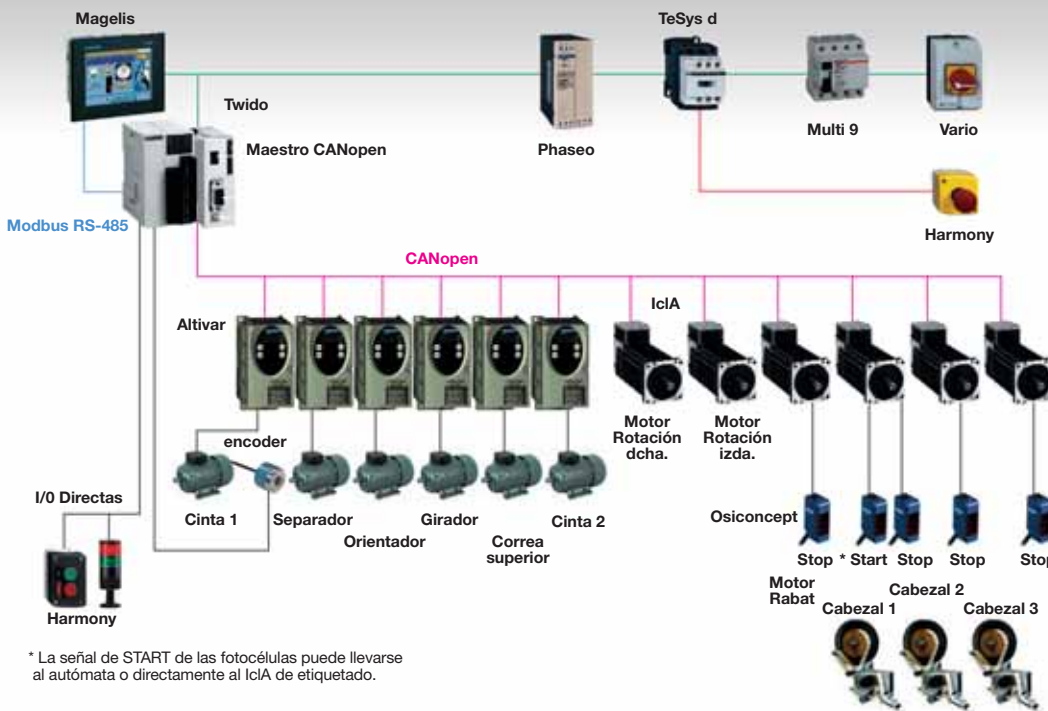 Magelis
TeSys d
Twido
Maestro CANopen
Phaseo
Multi 9
Vario
Modbus RS-485
Harmony
CANopen
IclA
Altivar
encoder
Motor
Rotación
dcha.
Motor
Rotación
izda.
I/0 Directas
Cinta 1
Separador
Orientador
Girador
Correa
superior
Cinta 2
Osiconcept
Stop
* Start
Stop
Stop
Stop
Motor
Rabat
Cabezal 1
Cabezal 2
Cabezal 3
Harmony
* La señal de START de las fotocélulas puede llevarse
al autómata o directamente al IclA de etiquetado.